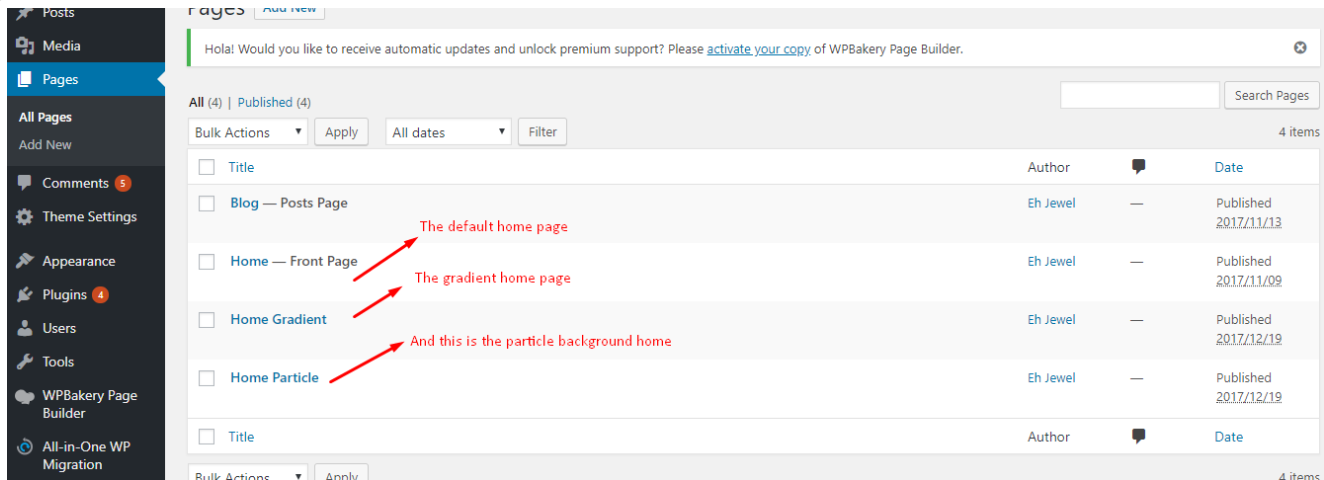 Posts
Media
Pages
All Pages
Add New
Comments 5
Theme Settings
Appearance
Plugins 4
Users
Tools
WPBakery Page
Builder
All-in-One WP
Migration
Pages Add New
Hola! Would you like to receive automatic updates and unlock premium support? Please activate your copy of WPBakery Page Builder.
All (4) | Published (4)
Search Pages
Bulk Actions Apply All dates Filter 4 items
Title Author Date
Blog — Posts Page Eh Jewel — Published
2017/11/13
The default home page
Home — Front Page Eh Jewel — Published
2017/11/09
The gradient home page
Home Gradient Eh Jewel — Published
2017/12/19
And this is the particle background home
Home Particle Eh Jewel — Published
2017/12/19
Title Author Date
Bulk Actions Apply 4 items